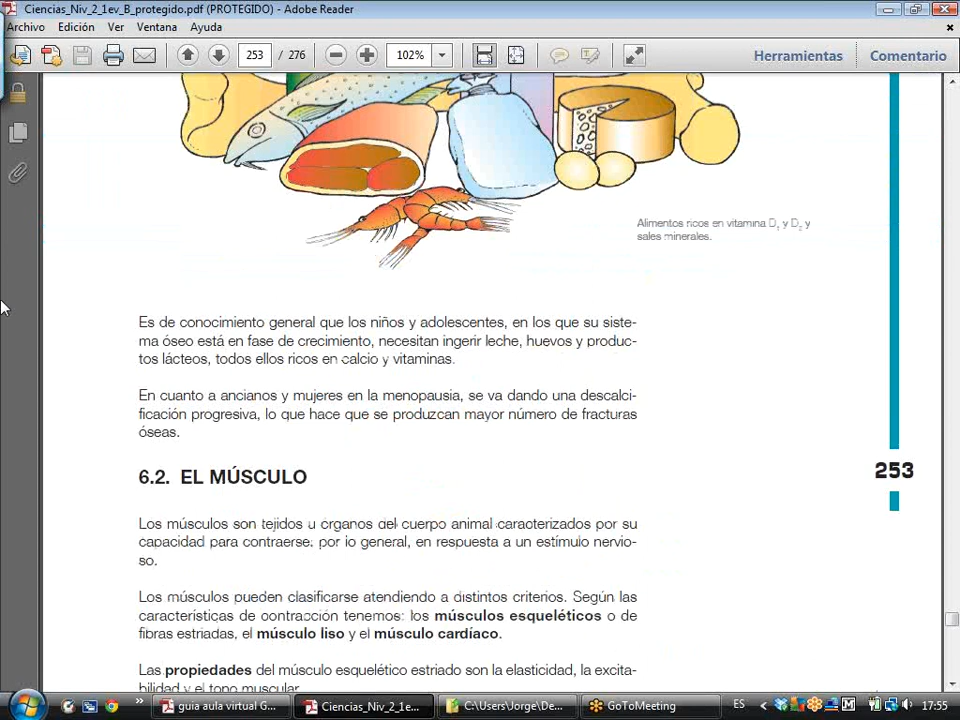 Ciencias_Niv_2_1ev_B_protegido.pdf (PROTEGIDO) - Adobe Reader
Archivo Edición Ver Ventana Ayuda
253 / 276 102% Herramientas Comentario
Alimentos ricos en vitamina D1 y D2 y
sales minerales.
Es de conocimiento general que los niños y adolescentes, en los que su siste-
ma óseo está en fase de crecimiento, necesitan ingerir leche, huevos y produc-
tos lácteos, todos ellos ricos en calcio y vitaminas.
En cuanto a ancianos y mujeres en la menopausia, se va dando una descalci-
ficación progresiva, lo que hace que se produzcan mayor número de fracturas
óseas.
6.2. EL MÚSCULO
253
Los músculos son tejidos u órganos del cuerpo animal caracterizados por su
capacidad para contraerse, por lo general, en respuesta a un estímulo nervio-
so.
Los músculos pueden clasificarse atendiendo a distintos criterios. Según las
características de contracción tenemos: los músculos esqueléticos o de
fibras estriadas, el músculo liso y el músculo cardíaco.
Las propiedades del músculo esquelético estriado son la elasticidad, la excita-
bilidad y el tono muscular.
guia aula virtual G... Ciencias_Niv_2_1e... C:\Users\Jorge\De... GoToMeeting ES 17:55